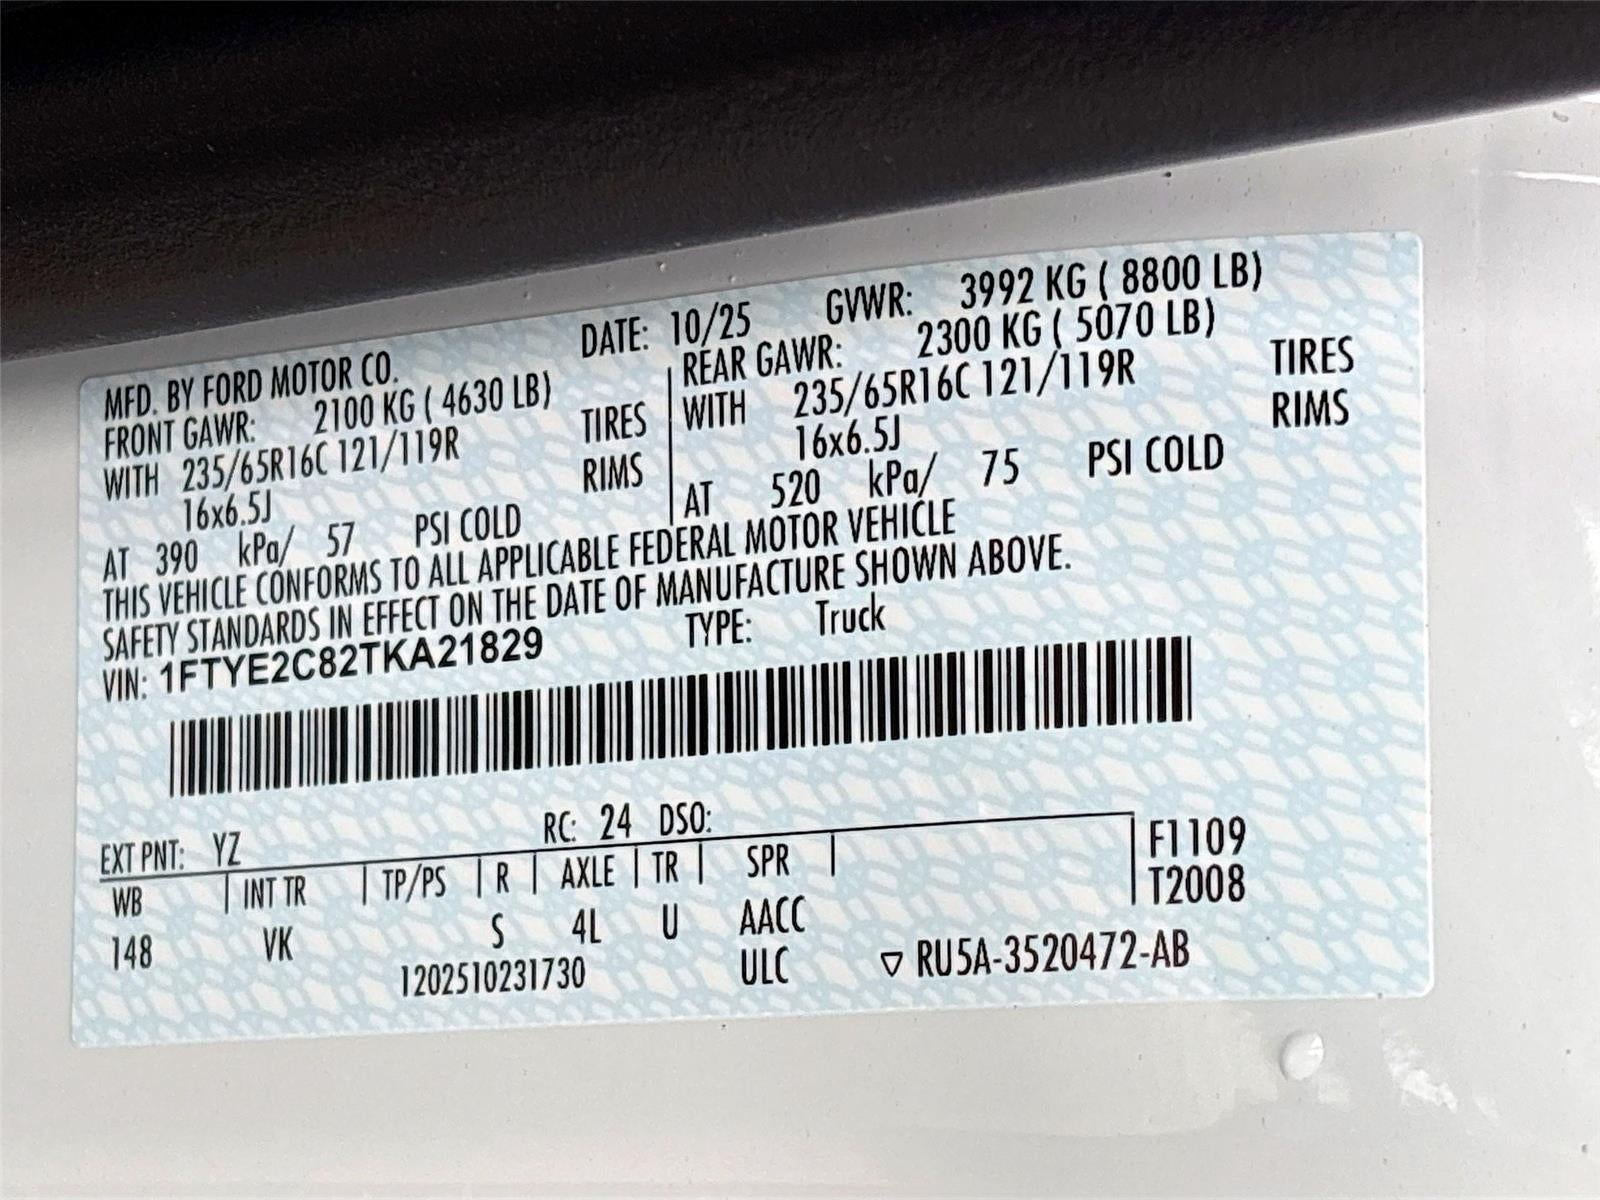 DATE: 10/25 GVWR: 3992 KG ( 8800 LB)
MFD. BY FORD MOTOR CO.
FRONT GAWR: 2100 KG ( 4630 LB)
WITH 235/65R16C 121/119R TIRES
16x6.5J RIMS
AT 390 kPa/ 57 PSI COLD
REAR GAWR: 2300 KG ( 5070 LB)
WITH 235/65R16C 121/119R TIRES
16x6.5J RIMS
AT 520 kPa/ 75 PSI COLD
THIS VEHICLE CONFORMS TO ALL APPLICABLE FEDERAL MOTOR VEHICLE
SAFETY STANDARDS IN EFFECT ON THE DATE OF MANUFACTURE SHOWN ABOVE.
VIN: 1FTYE2C82TKA21829 TYPE: Truck
EXT PNT: YZ RC: 24 DSO:
WB INT TR TP/PS R AXLE TR SPR F1109
T2008
148 VK S 4L U AACC
1202510231730 ULC ▽ RU5A-3520472-AB